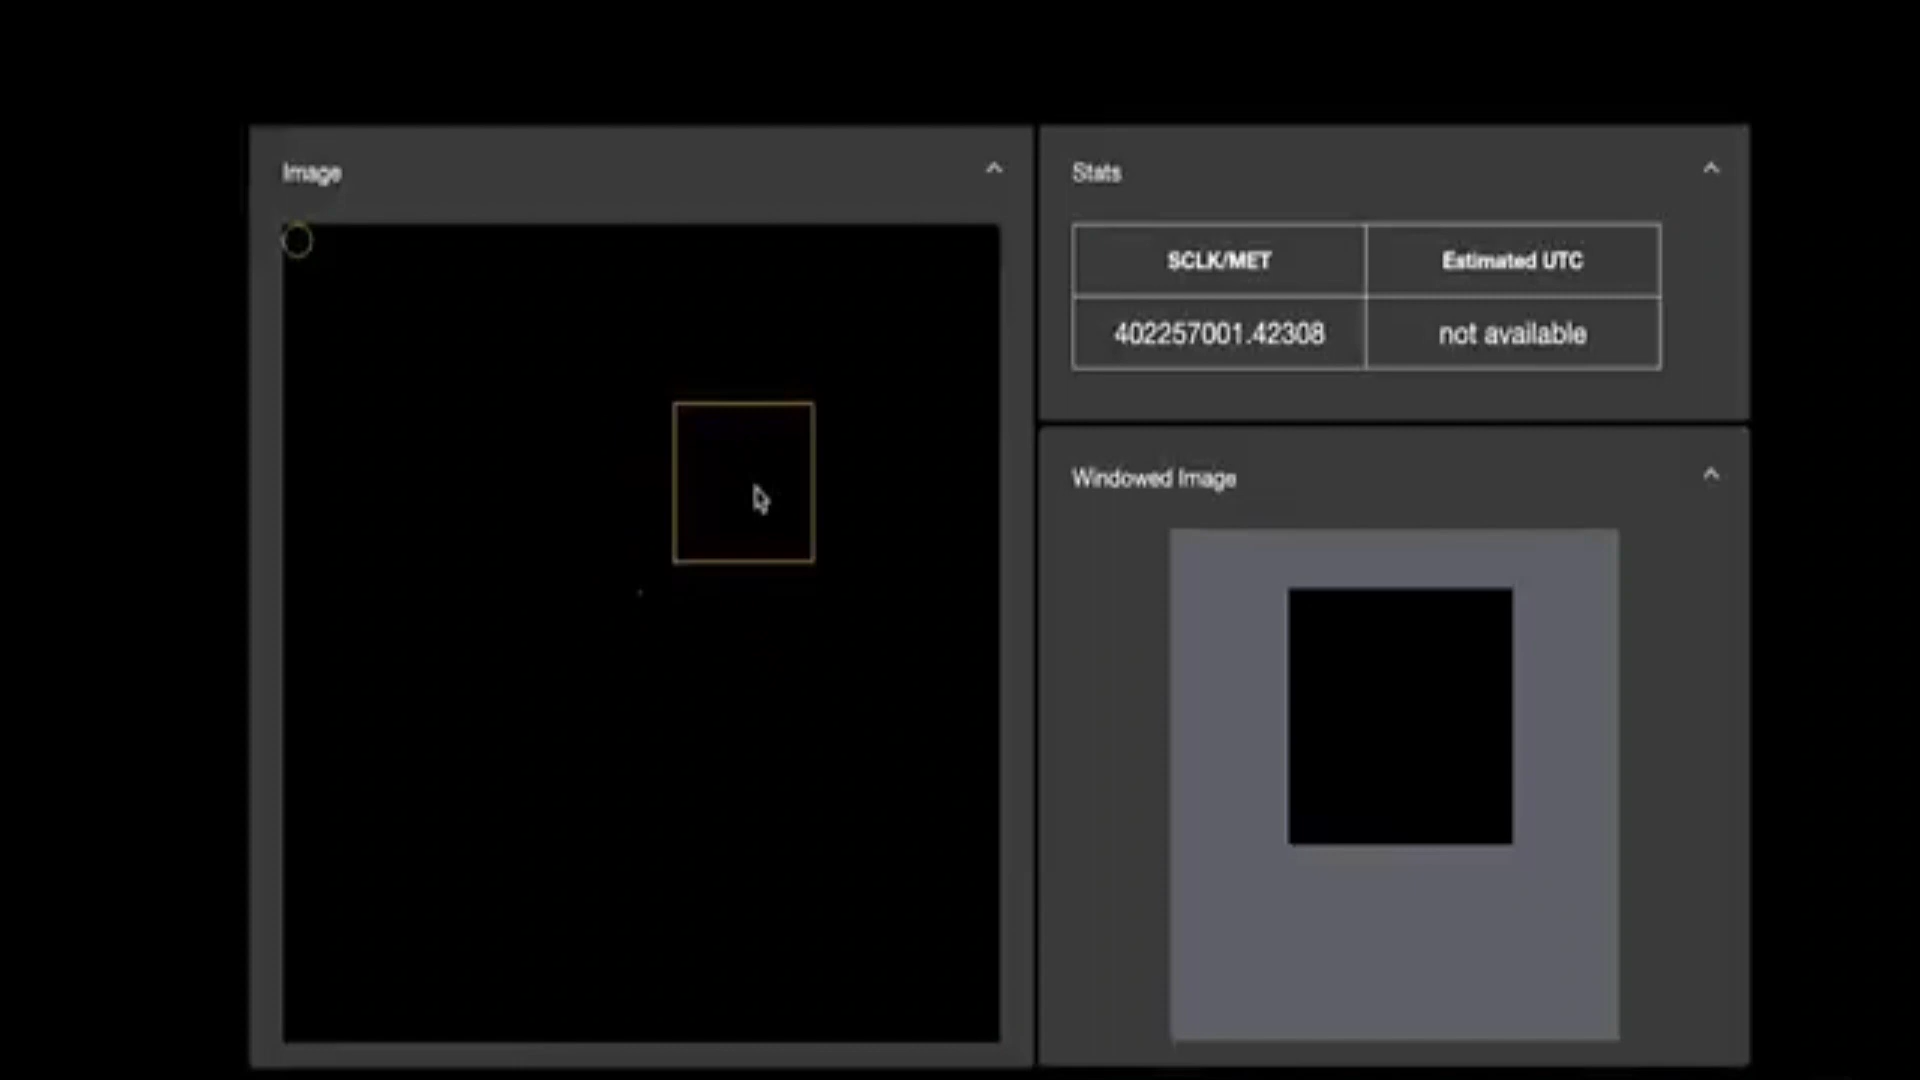 Image
Stats
SCLK/MET
Estimated UTC
402257001.42308
not available
Windowed Image